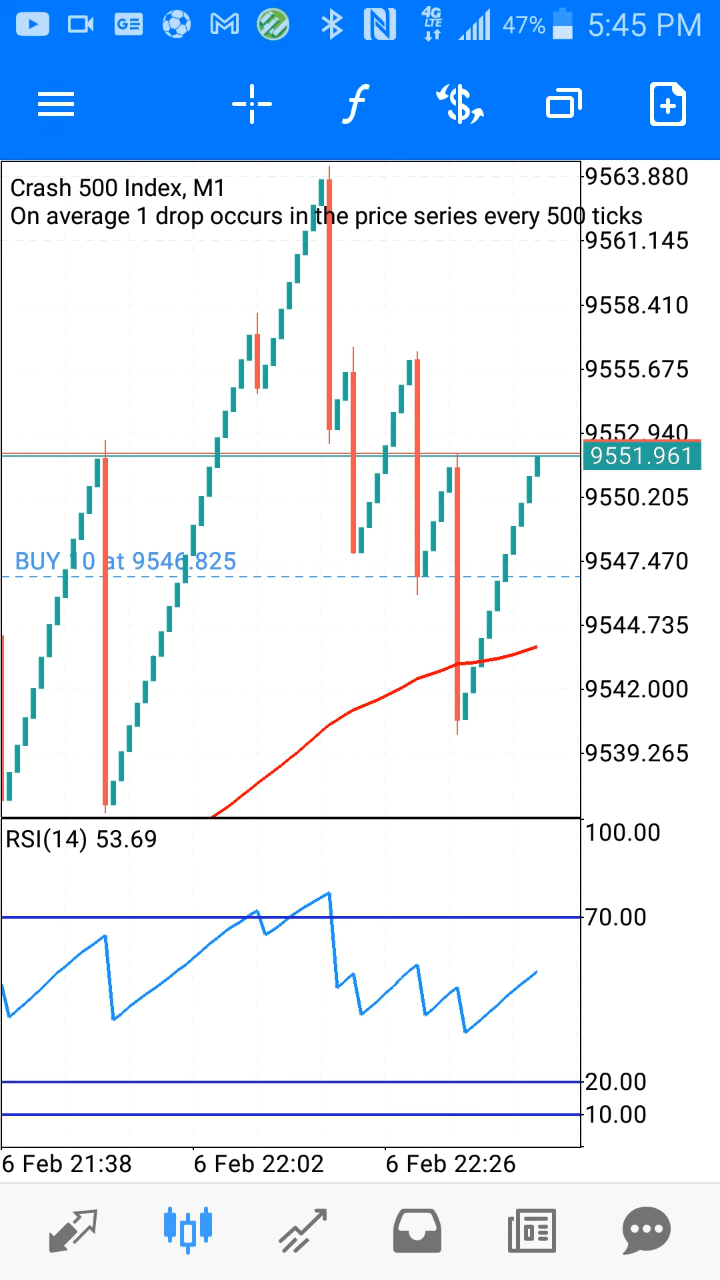 GE
N
4G
LTE
47%
5:45 PM
f
$
Crash 500 Index, M1
On average 1 drop occurs in the price series every 500 ticks
9563.880
9561.145
9558.410
9555.675
9552.940
9551.961
9550.205
BUY 10 at 9546.825
9547.470
9544.735
9542.000
9539.265
RSI(14) 53.69
100.00
70.00
20.00
10.00
6 Feb 21:38
6 Feb 22:02
6 Feb 22:26